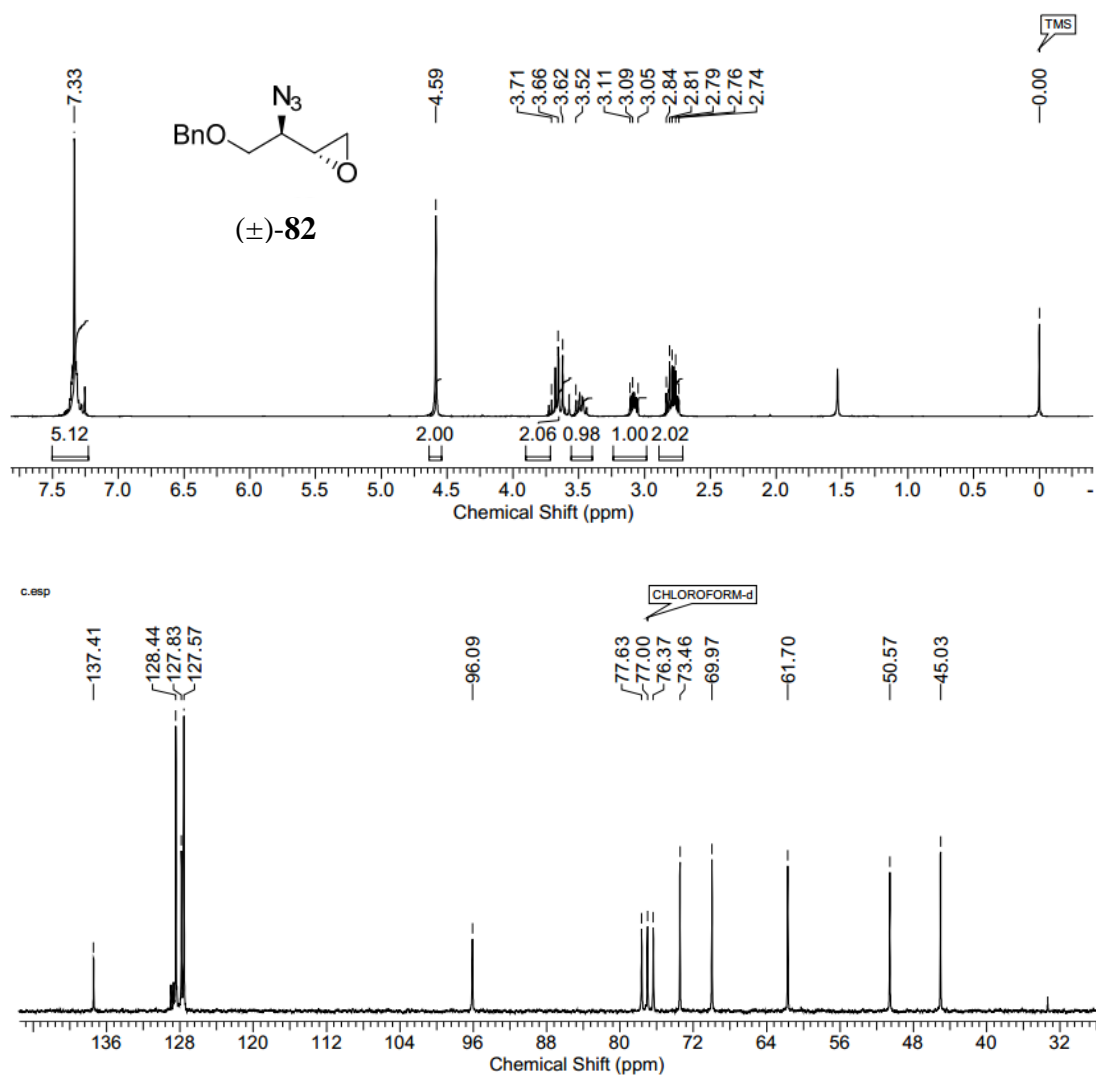 TMS
7.33
4.59
3.71
3.66
3.62
3.52
3.11
3.09
3.05
2.84
2.81
2.79
2.76
2.74
0.00
N3
BnO
O
(±)-82
5.12 2.00 2.06 0.98 1.00 2.02
7.5 7.0 6.5 6.0 5.5 5.0 4.5 4.0 3.5 3.0 2.5 2.0 1.5 1.0 0.5 0 -
Chemical Shift (ppm)
c.esp
CHLOROFORM-d
137.41
128.44
127.83
127.57
96.09
77.63
77.00
76.37
73.46
69.97
61.70
50.57
45.03
136 128 120 112 104 96 88 80 72 64 56 48 40 32
Chemical Shift (ppm)